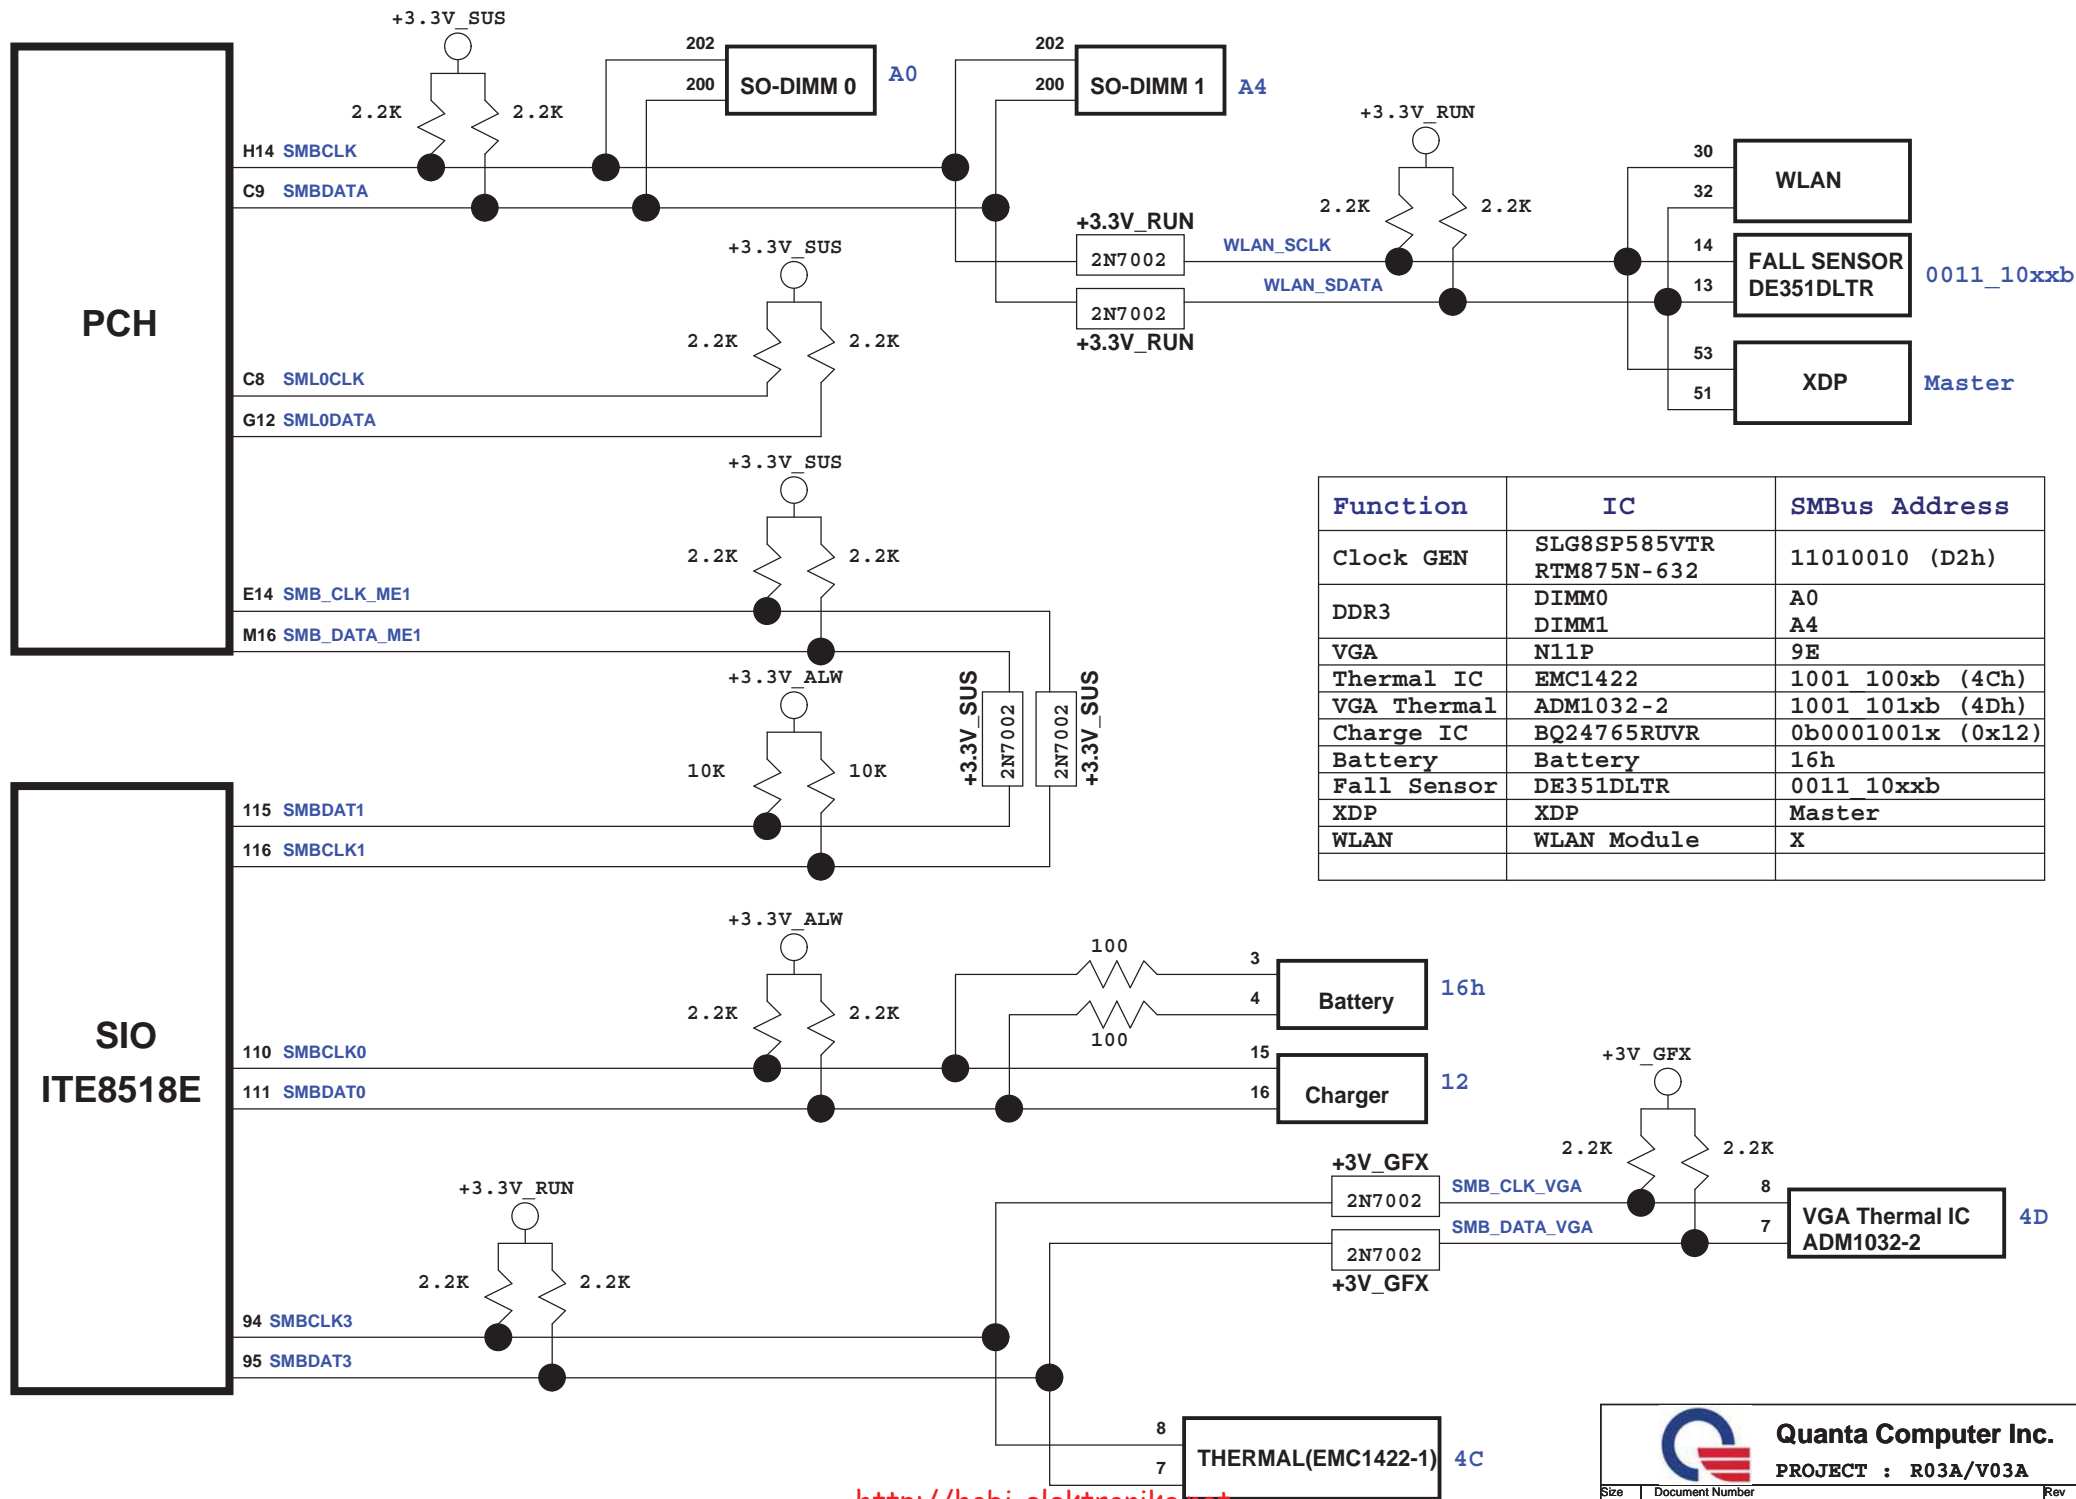 +3.3V_SUS
202
200
SO-DIMM 0
A0
202
200
SO-DIMM 1
A4
2.2K
2.2K
+3.3V_RUN
H14 SMBCLK
C9 SMBDATA
30
32
WLAN
2.2K
2.2K
+3.3V_RUN
2N7002
WLAN_SCLK
WLAN_SDATA
2N7002
+3.3V_RUN
14
13
FALL SENSOR
DE351DLTR
0011_10xxb
53
51
XDP
Master
PCH
+3.3V_SUS
2.2K
2.2K
C8 SML0CLK
G12 SML0DATA
+3.3V_SUS
2.2K
2.2K
E14 SMB_CLK_ME1
M16 SMB_DATA_ME1
+3.3V_ALW
+3.3V_SUS
2N7002
2N7002
+3.3V_SUS
10K
10K
115 SMBDAT1
116 SMBCLK1
Function IC SMBus Address
Clock GEN SLG8SP585VTR 11010010 (D2h)
RTM875N-632
DDR3 DIMM0 A0
DIMM1 A4
VGA N11P 9E
Thermal IC EMC1422 1001_100xb (4Ch)
VGA Thermal ADM1032-2 1001_101xb (4Dh)
Charge IC BQ24765RUVR 0b0001001x (0x12)
Battery Battery 16h
Fall Sensor DE351DLTR 0011_10xxb
XDP XDP Master
WLAN WLAN Module X
SIO
ITE8518E
+3.3V_ALW
2.2K
2.2K
110 SMBCLK0
111 SMBDAT0
100
100
3
4
Battery
16h
15
16
Charger
12
+3V_GFX
2.2K
2.2K
+3V_GFX
2N7002
SMB_CLK_VGA
SMB_DATA_VGA
2N7002
+3V_GFX
8
7
VGA Thermal IC
ADM1032-2
4D
+3.3V_RUN
2.2K
2.2K
94 SMBCLK3
95 SMBDAT3
8
7
THERMAL(EMC1422-1)
4C
Quanta Computer Inc.
PROJECT : R03A/V03A
Size Document Number Rev